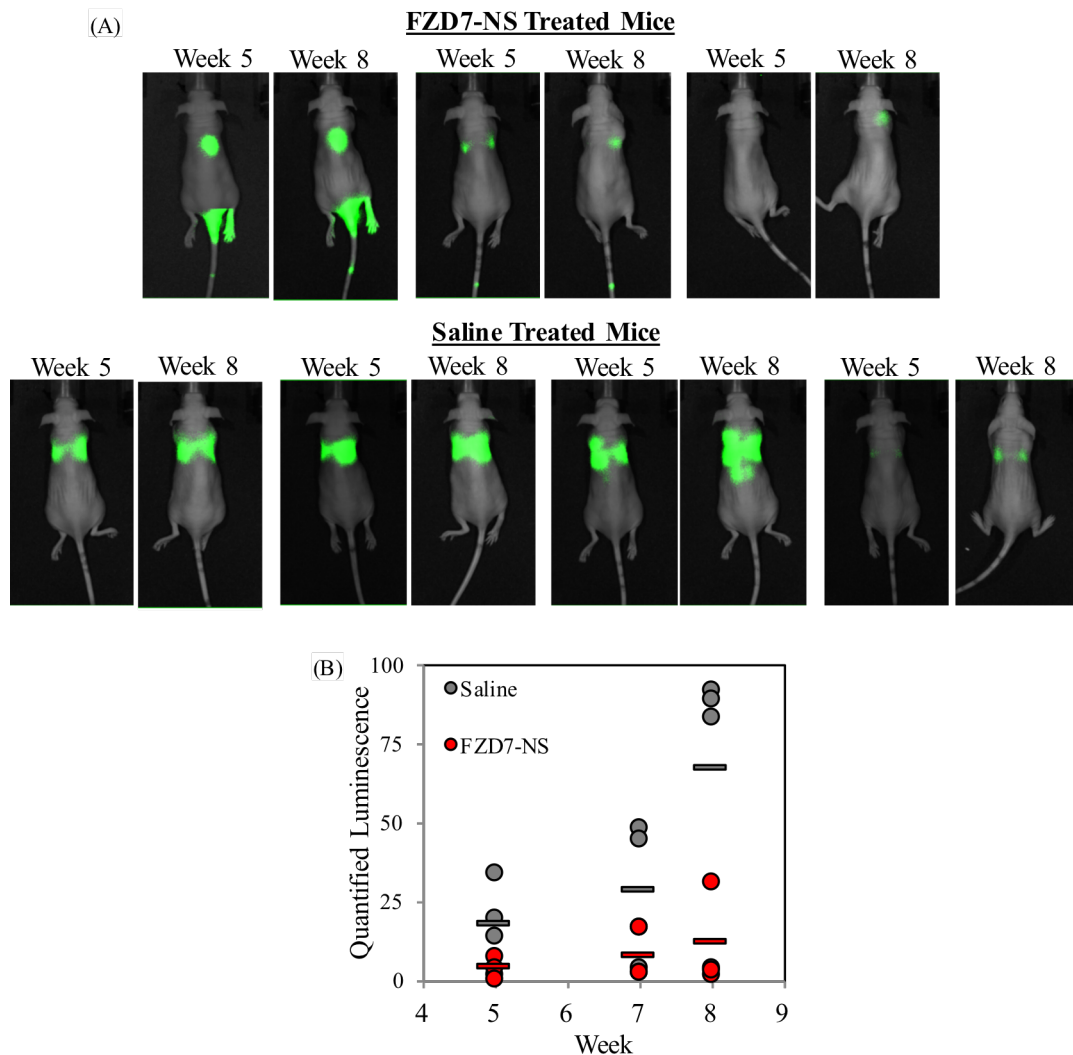 (A)
FZD7-NS Treated Mice
Week 5 Week 8 Week 5 Week 8 Week 5 Week 8
Saline Treated Mice
Week 5 Week 8 Week 5 Week 8 Week 5 Week 8 Week 5 Week 8
(B)
Quantified Luminescence
100
75
50
25
0
Saline
FZD7-NS
4 5 6 7 8 9
Week